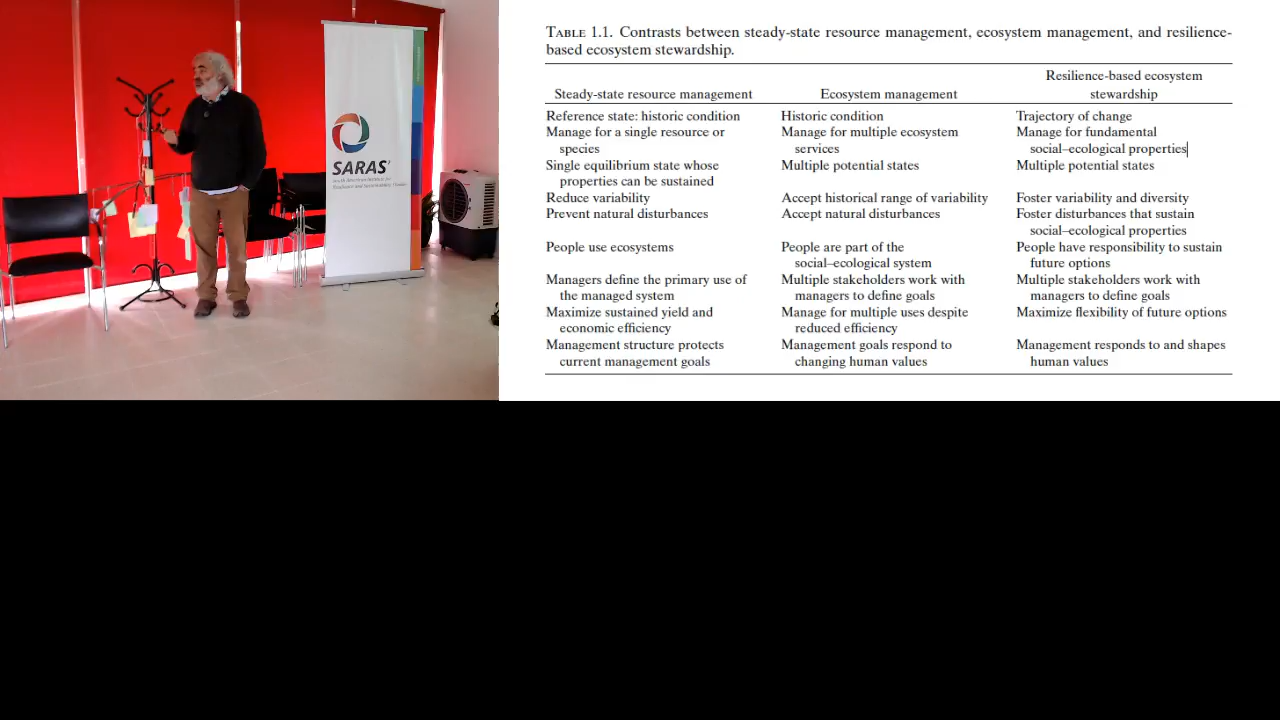 SARAS'
South American Institute for
Resilience and Sustainability Studies
TABLE 1.1. Contrasts between steady-state resource management, ecosystem management, and resilience-
based ecosystem stewardship.
Resilience-based ecosystem
Steady-state resource management Ecosystem management stewardship
Reference state: historic condition Historic condition Trajectory of change
Manage for a single resource or Manage for multiple ecosystem Manage for fundamental
species services social–ecological properties
Single equilibrium state whose Multiple potential states Multiple potential states
properties can be sustained
Reduce variability Accept historical range of variability Foster variability and diversity
Prevent natural disturbances Accept natural disturbances Foster disturbances that sustain
social–ecological properties
People use ecosystems People are part of the People have responsibility to sustain
social–ecological system future options
Managers define the primary use of Multiple stakeholders work with Multiple stakeholders work with
the managed system managers to define goals managers to define goals
Maximize sustained yield and Manage for multiple uses despite Maximize flexibility of future options
economic efficiency reduced efficiency
Management structure protects Management goals respond to Management responds to and shapes
current management goals changing human values human values